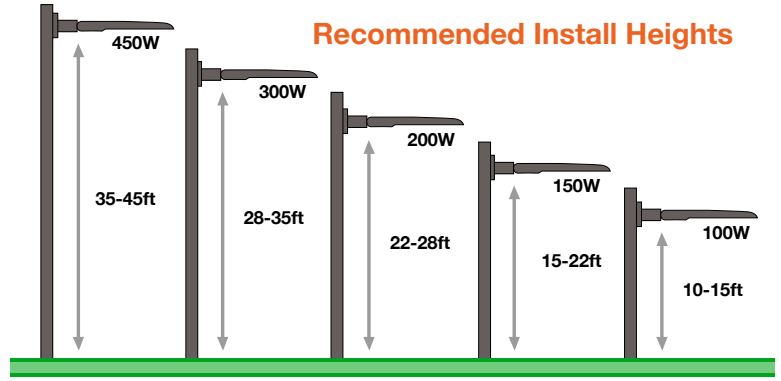 Recommended Install Heights
450W
300W
200W
150W
100W
35-45ft
28-35ft
22-28ft
15-22ft
10-15ft